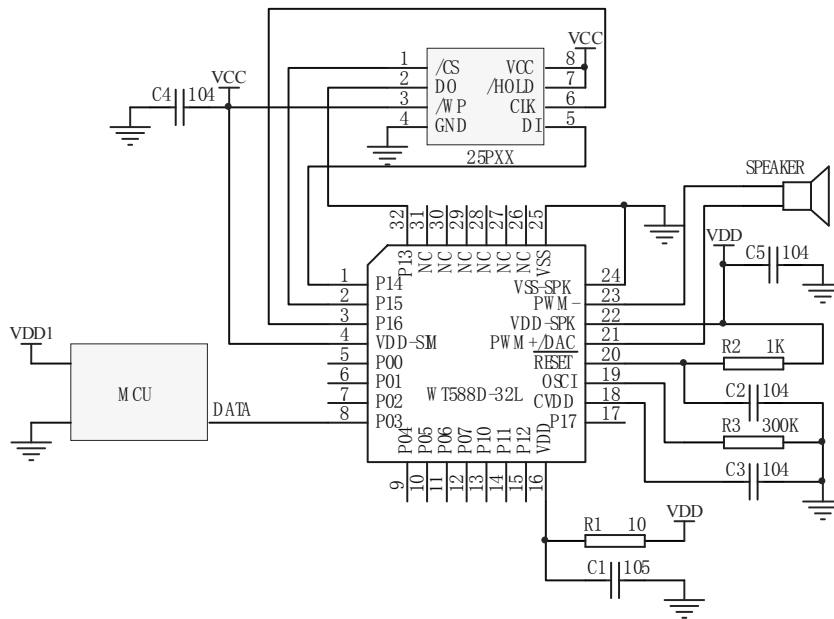 VCC
1 /CS VCC 8
VCC
2 DO /HOLD 7
C4 104
3 /WP CLK 6
4 GND DI 5
25PXX
SPEAKER
32 31 30 29 28 27 26 25
P13 NC NC NC NC NC NC VSS
VDD
C5 104
1 P14 VSS-SPK 24
2 P15 PWM- 23
3 P16 VDD-SPK 22
VDD1
4 VDD-SIM PWM+/DAC 21
5 P00 RESET 20
R2 1K
6 P01 OSCI 19
MCU
WT588D-32L
C2 104
7 P02 CVDD 18
DATA
8 P03 P17 17
R3 300K
P04 P05 P06 P07 P10 P11 P12 VDD
9 10 11 12 13 14 15 16
C3 104
VDD
R1 10
C1 105